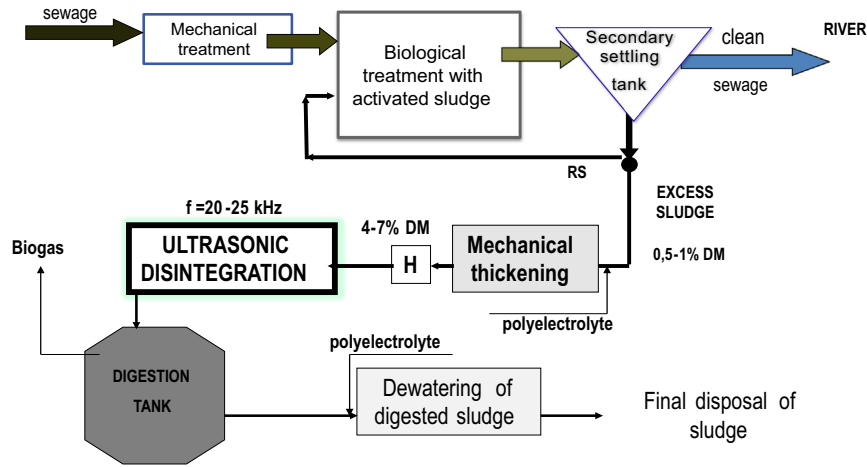 sewage
Mechanical
treatment
Biological
treatment with
activated sludge
Secondary
settling
tank
clean
sewage
RIVER
RS
EXCESS
SLUDGE
0,5-1% DM
f =20-25 kHz
4-7% DM
ULTRASONIC
DISINTEGRATION
H
Mechanical
thickening
polyelectrolyte
Biogas
DIGESTION
TANK
polyelectrolyte
Dewatering of
digested sludge
Final disposal of
sludge